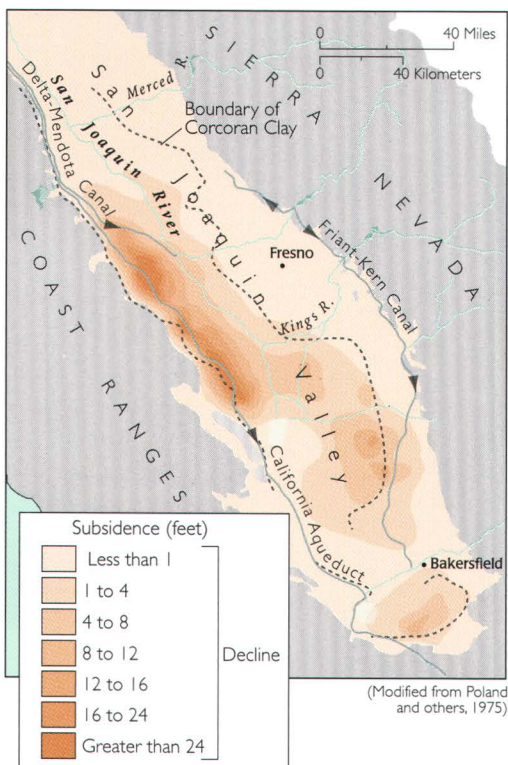 0 40 Miles
0 40 Kilometers
SIERRA
NEVADA
San
Joaquin
Valley
Merced R.
Boundary of
Corcoran Clay
Delta-Mendota Canal
San
Joaquin
River
Fresno
Friant-Kern Canal
Kings R.
COAST
RANGES
California Aqueduct
Bakersfield
Subsidence (feet)
Less than 1
1 to 4
4 to 8
8 to 12
12 to 16
16 to 24
Greater than 24
Decline
(Modified from Poland
and others, 1975)